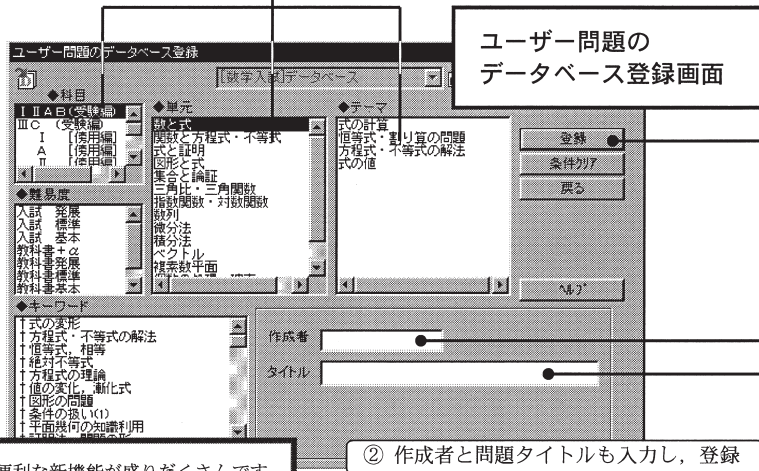 ユーザー問題の
データベース登録画面
ユーザー問題のデータベース登録
[数学入試]データベース
◆科目
ⅠⅡAB(受験編)
ⅢC (受験編)
Ⅰ [傍用編]
A [傍用編]
Ⅱ [傍用編]
◆単元
数と式
関数と方程式・不等式
式と証明
図形と式
集合と論証
三角比・三角関数
指数関数・対数関数
数列
微分法
積分法
ベクトル
複素数平面
◆テーマ
式の計算
恒等式・割り算の問題
方程式・不等式の解法
式の値
登録
条件クリア
戻る
ヘルプ
◆難易度
入試 発展
入試 標準
入試 基本
教科書+α
教科書発展
教科書標準
教科書基本
◆キーワード
↑式の変形
↑方程式・不等式の解法
↑恒等式,相等
↑絶対不等式
↑方程式の理論
↑値の変化,漸化式
↑図形の問題
↑条件の扱い(1)
↑平面幾何の知識利用
作成者
タイトル
便利な新機能が盛りだくさんです
② 作成者と問題タイトルも入力し,登録